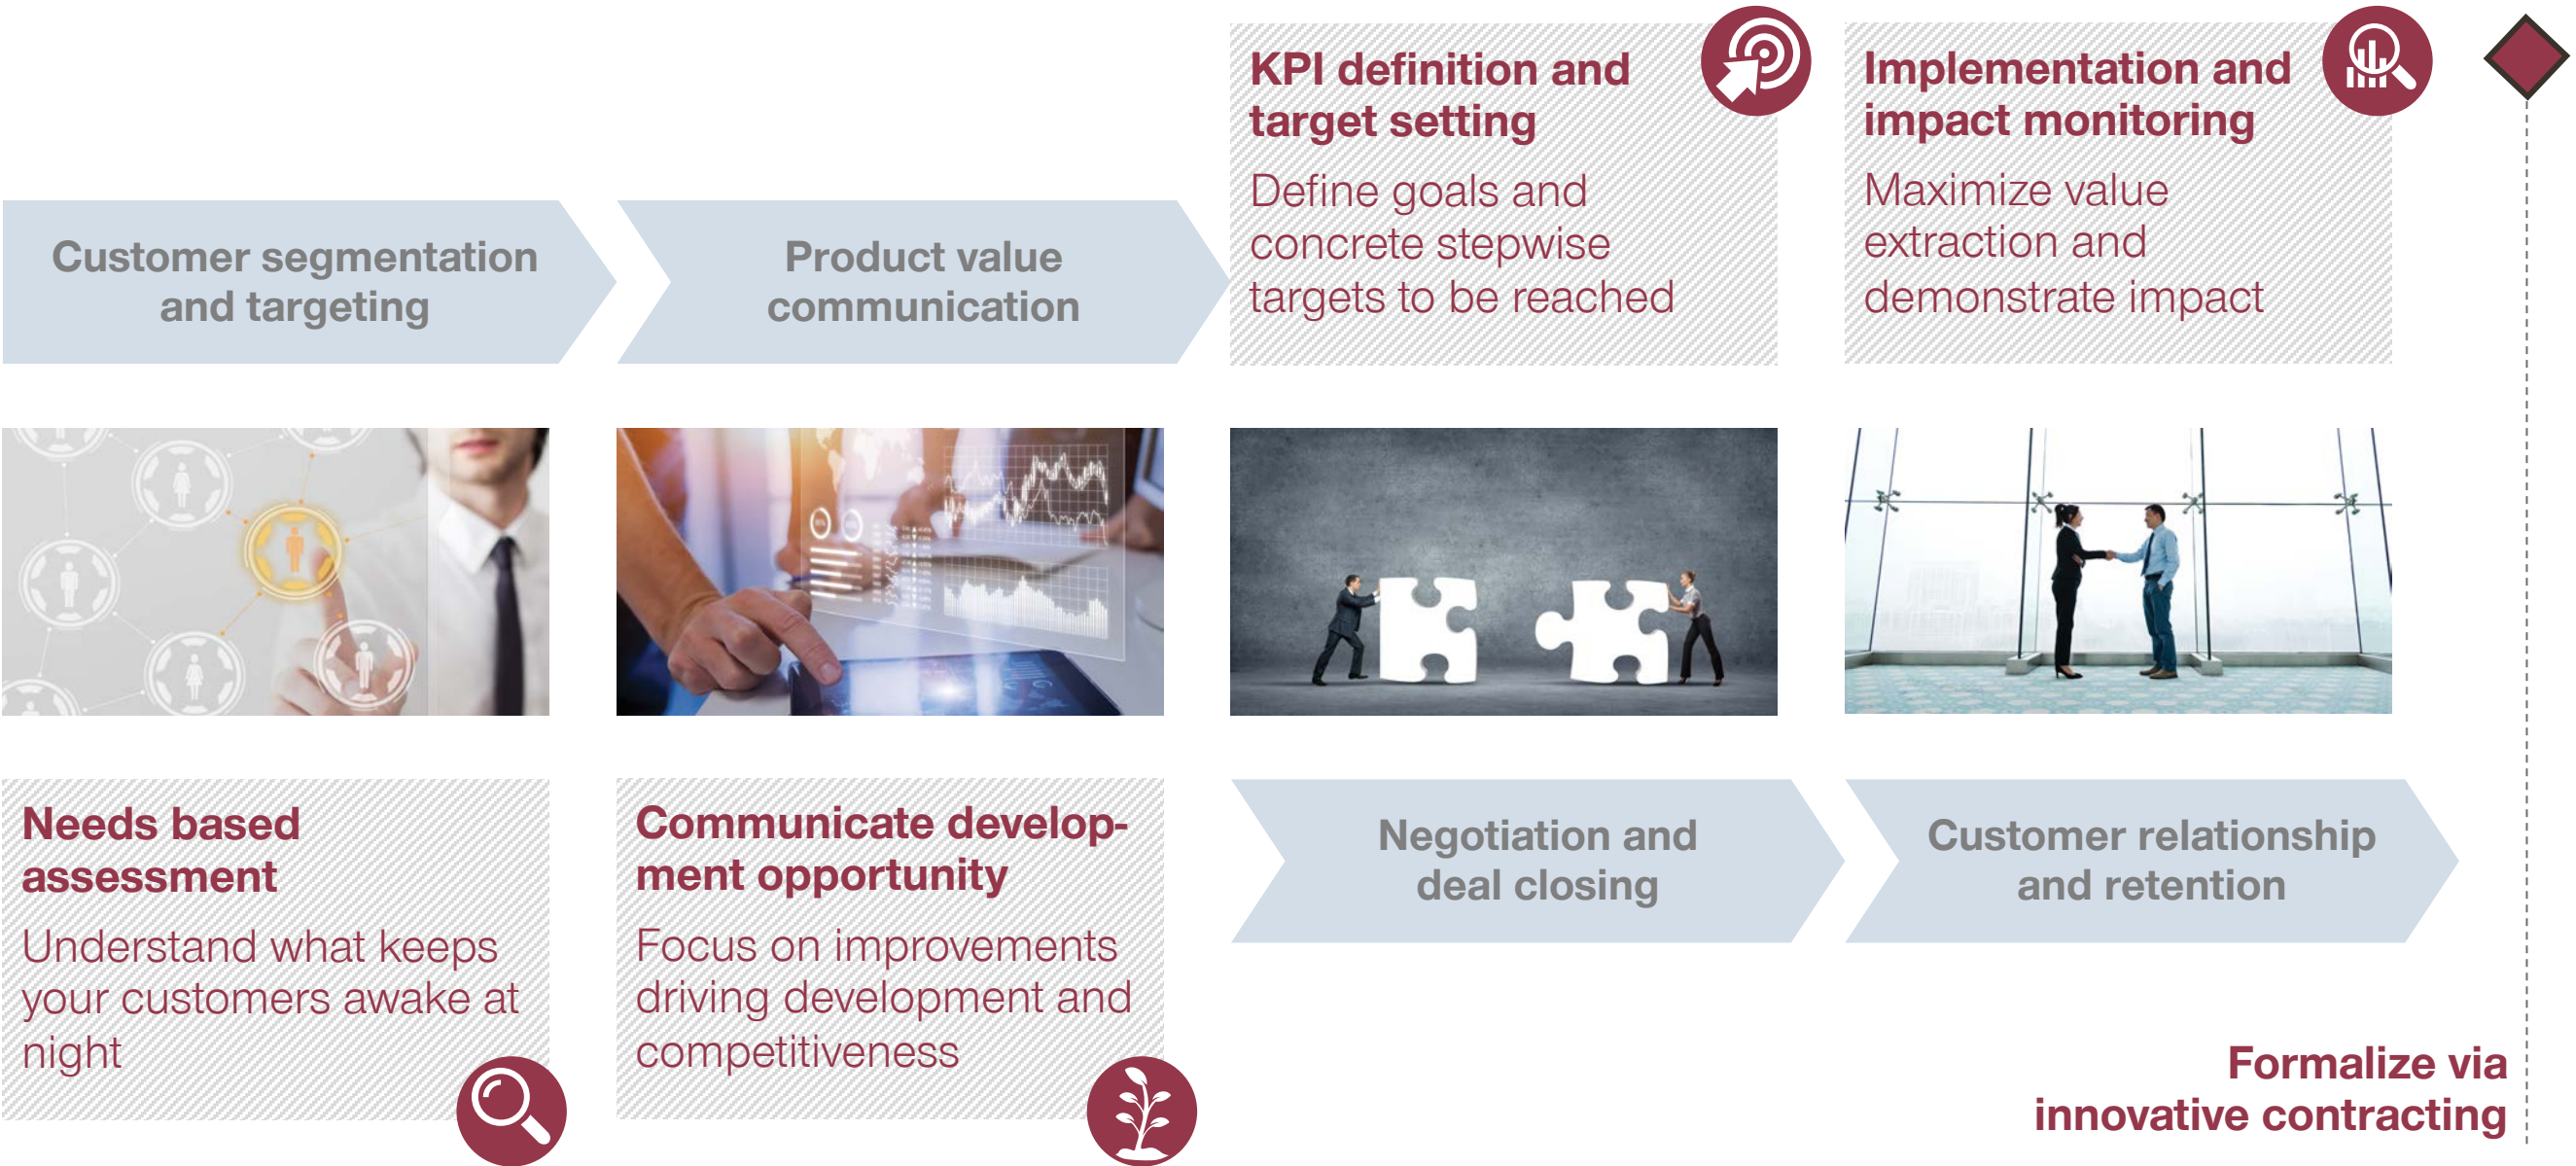 KPI definition and
target setting
Define goals and
concrete stepwise
targets to be reached
Implementation and
impact monitoring
Maximize value
extraction and
demonstrate impact
Customer segmentation
and targeting
Product value
communication
Needs based
assessment
Understand what keeps
your customers awake at
night
Communicate develop-
ment opportunity
Focus on improvements
driving development and
competitiveness
Negotiation and
deal closing
Customer relationship
and retention
Formalize via
innovative contracting